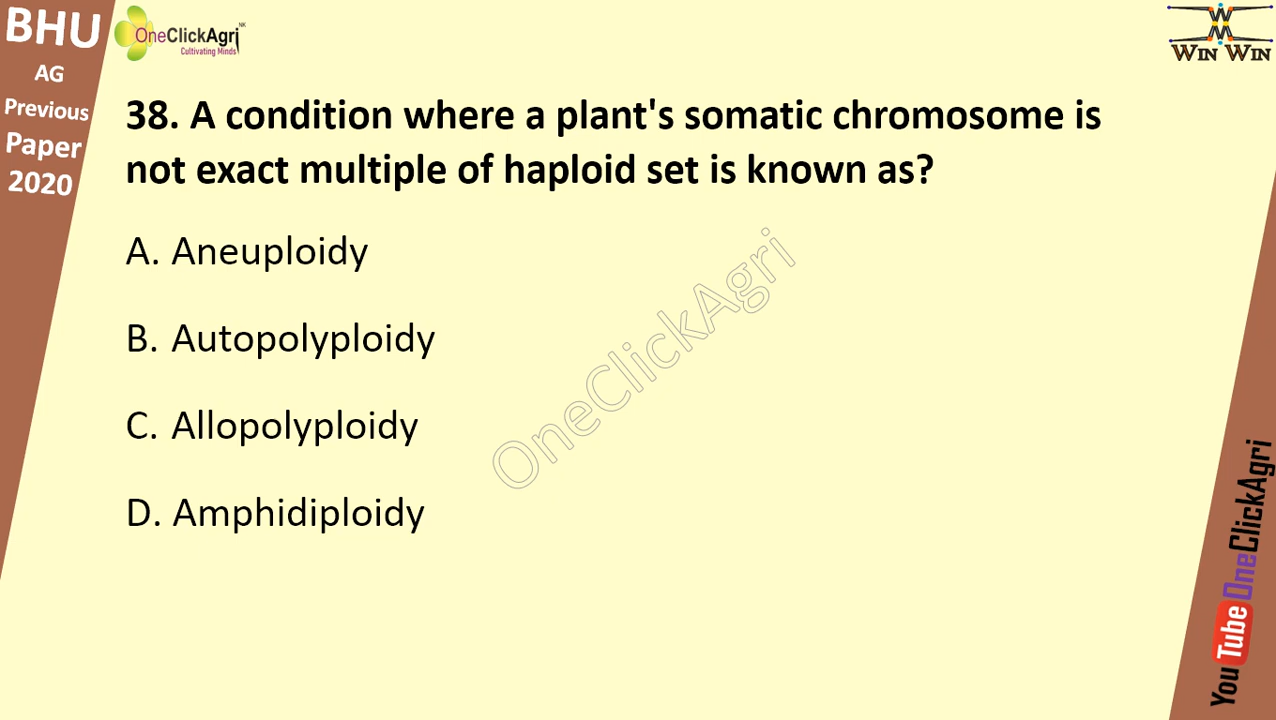 BHU
AG
Previous
Paper
2020
OneClickAgri NK
Cultivating Minds
WIN WIN
38. A condition where a plant's somatic chromosome is
not exact multiple of haploid set is known as?
A. Aneuploidy
B. Autopolyploidy
C. Allopolyploidy
D. Amphidiploidy
OneClickAgri
YouTube OneClickAgri